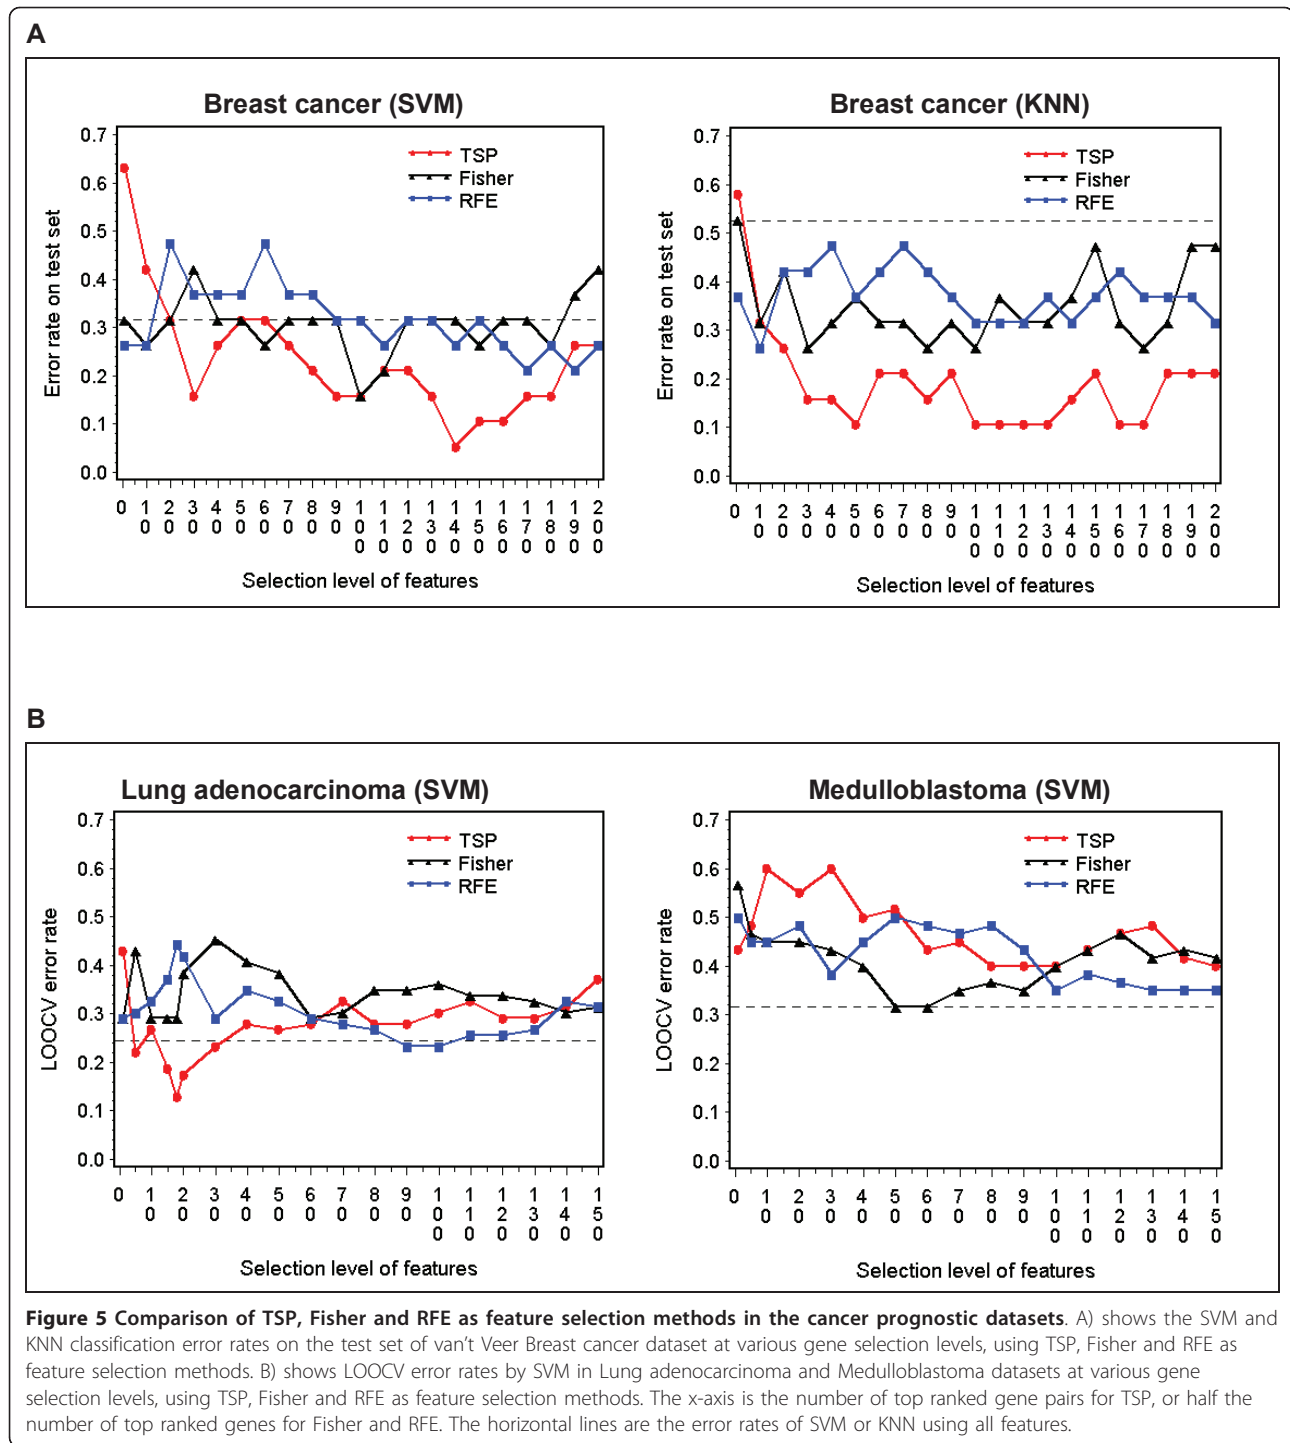 A
Breast cancer (SVM)
0.7
0.6
0.5
0.4
0.3
0.2
0.1
0.0
Error rate on test set
TSP
Fisher
RFE
0 10 20 30 40 50 60 70 80 90 100 110 120 130 140 150 160 170 180 190 200
Selection level of features
Breast cancer (KNN)
0.7
0.6
0.5
0.4
0.3
0.2
0.1
0.0
Error rate on test set
TSP
Fisher
RFE
0 10 20 30 40 50 60 70 80 90 100 110 120 130 140 150 160 170 180 190 200
Selection level of features
B
Lung adenocarcinoma (SVM)
0.7
0.6
0.5
0.4
0.3
0.2
0.1
0.0
LOOCV error rate
TSP
Fisher
RFE
0 10 20 30 40 50 60 70 80 90 100 110 120 130 140 150
Selection level of features
Medulloblastoma (SVM)
0.7
0.6
0.5
0.4
0.3
0.2
0.1
0.0
LOOCV error rate
TSP
Fisher
RFE
0 10 20 30 40 50 60 70 80 90 100 110 120 130 140 150
Selection level of features
Figure 5 Comparison of TSP, Fisher and RFE as feature selection methods in the cancer prognostic datasets. A) shows the SVM and
KNN classification error rates on the test set of van't Veer Breast cancer dataset at various gene selection levels, using TSP, Fisher and RFE as
feature selection methods. B) shows LOOCV error rates by SVM in Lung adenocarcinoma and Medulloblastoma datasets at various gene
selection levels, using TSP, Fisher and RFE as feature selection methods. The x-axis is the number of top ranked gene pairs for TSP, or half the
number of top ranked genes for Fisher and RFE. The horizontal lines are the error rates of SVM or KNN using all features.